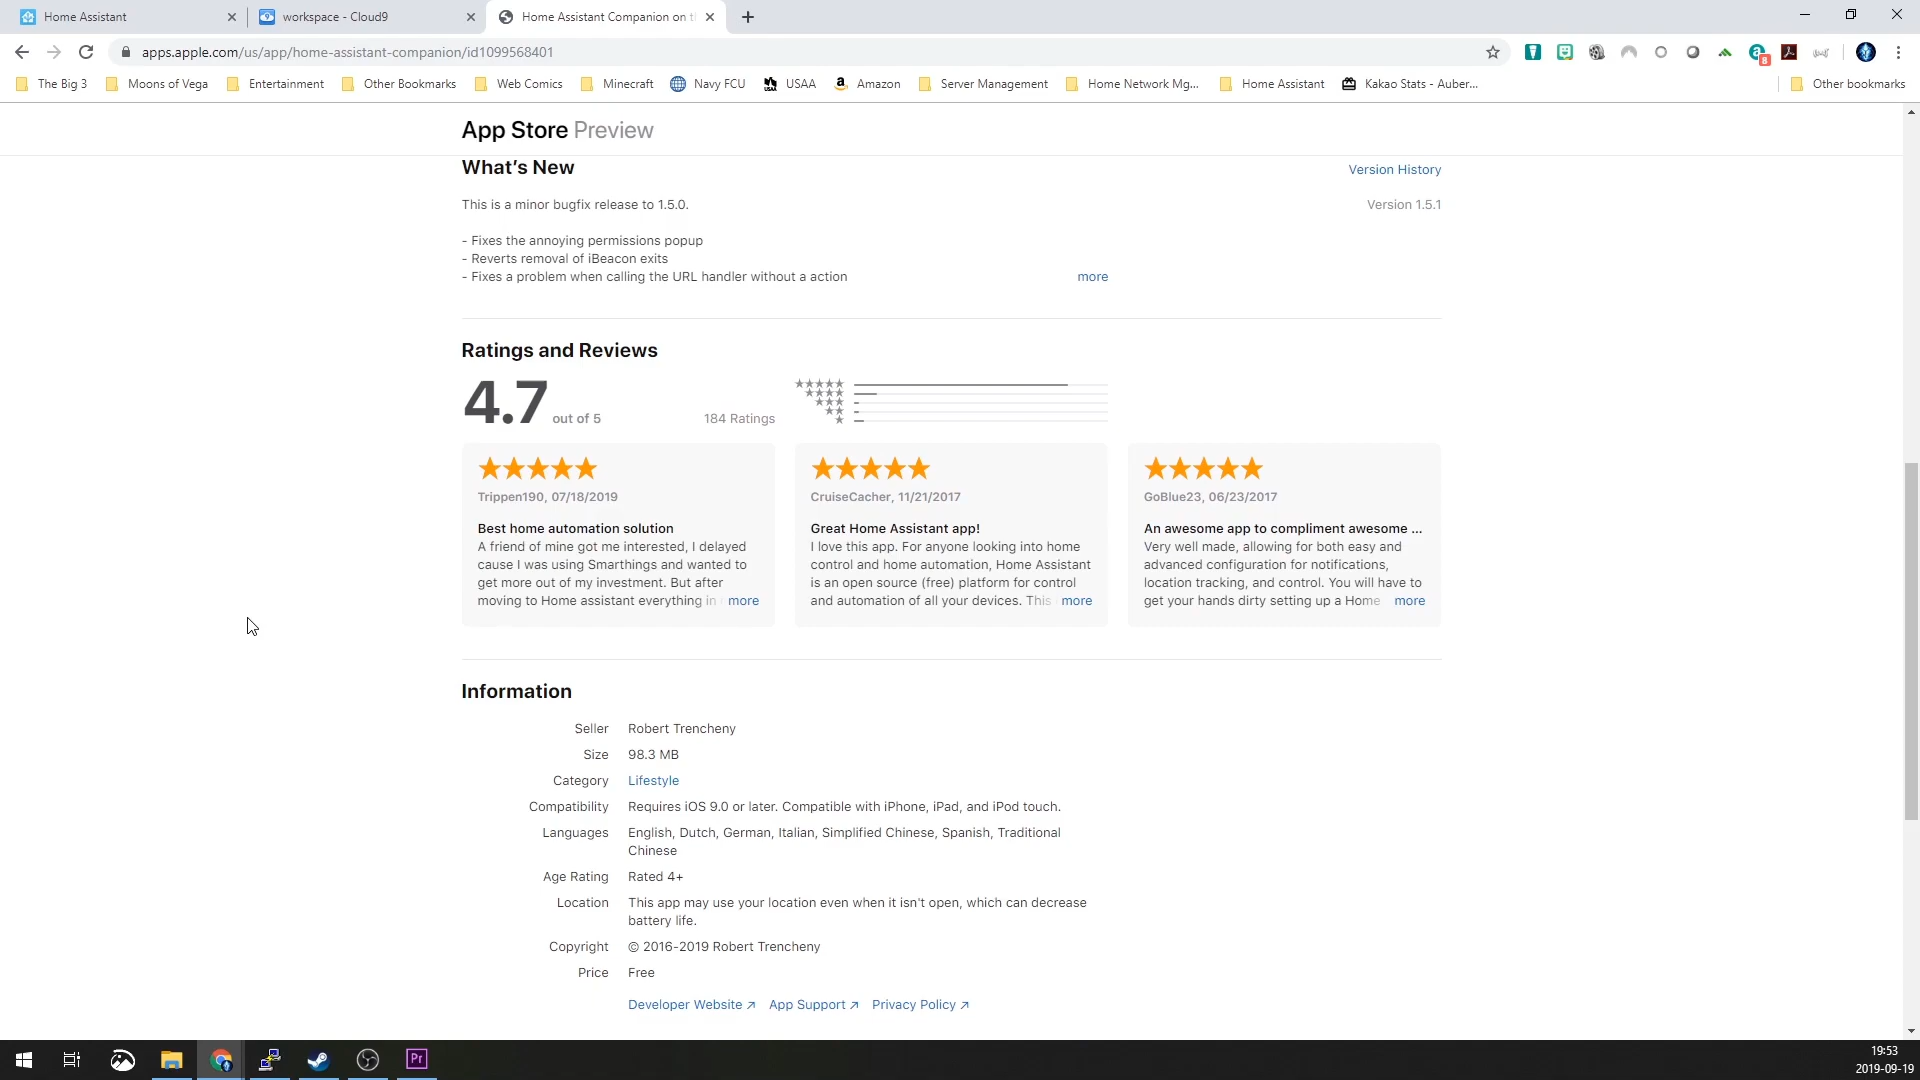 Home Assistant
workspace - Cloud9
Home Assistant Companion on t
apps.apple.com/us/app/home-assistant-companion/id1099568401
8
The Big 3
Moons of Vega
Entertainment
Other Bookmarks
Web Comics
Minecraft
Navy FCU
USAA
Amazon
Server Management
Home Network Mg...
Home Assistant
Kakao Stats - Auber...
Other bookmarks
App Store Preview
What's New
Version History
This is a minor bugfix release to 1.5.0.
Version 1.5.1
- Fixes the annoying permissions popup
- Reverts removal of iBeacon exits
- Fixes a problem when calling the URL handler without a action
more
Ratings and Reviews
4.7 out of 5
184 Ratings
Trippen190, 07/18/2019
Best home automation solution
A friend of mine got me interested, I delayed
cause I was using Smarthings and wanted to
get more out of my investment. But after
moving to Home assistant everything in more
CruiseCacher, 11/21/2017
Great Home Assistant app!
I love this app. For anyone looking into home
control and home automation, Home Assistant
is an open source (free) platform for control
and automation of all your devices. This more
GoBlue23, 06/23/2017
An awesome app to compliment awesome ...
Very well made, allowing for both easy and
advanced configuration for notifications,
location tracking, and control. You will have to
get your hands dirty setting up a Home more
Information
Seller Robert Trencheny
Size 98.3 MB
Category Lifestyle
Compatibility Requires iOS 9.0 or later. Compatible with iPhone, iPad, and iPod touch.
Languages English, Dutch, German, Italian, Simplified Chinese, Spanish, Traditional
Chinese
Age Rating Rated 4+
Location This app may use your location even when it isn't open, which can decrease
battery life.
Copyright © 2016-2019 Robert Trencheny
Price Free
Developer Website ↗ App Support ↗ Privacy Policy ↗
Pr
19:53
2019-09-19